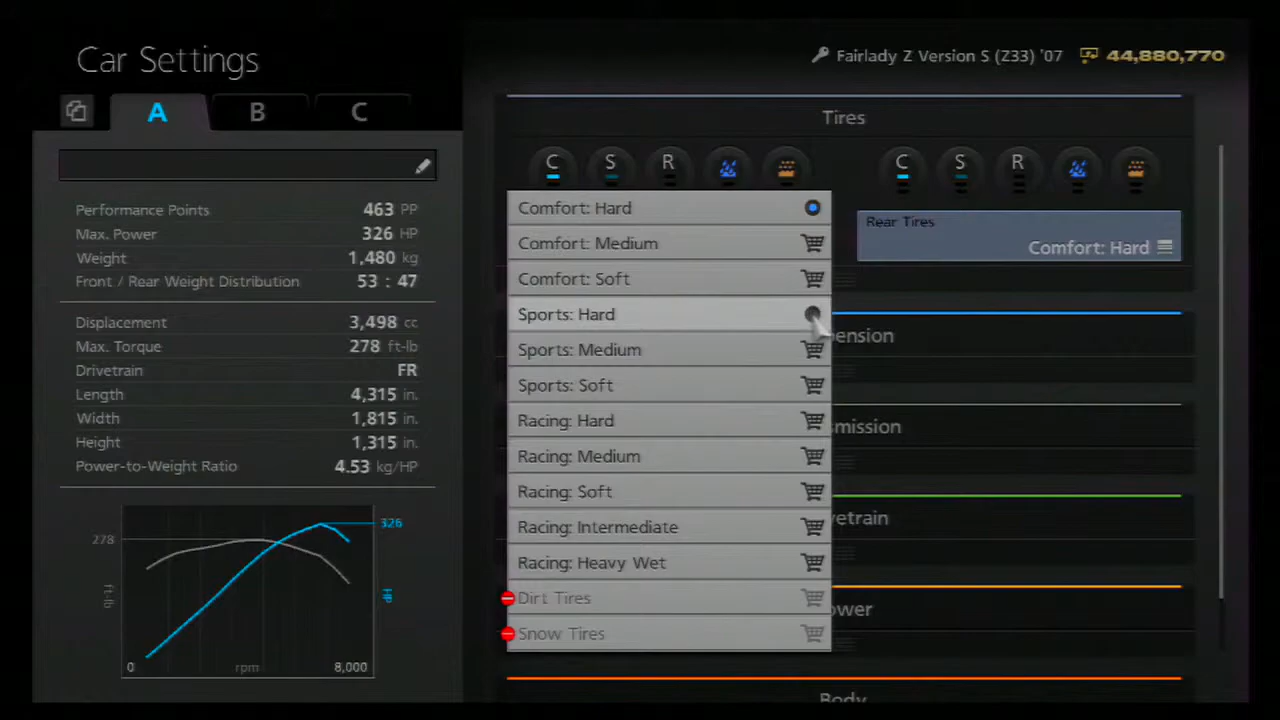 Car Settings
Fairlady Z Version S (Z33) '07 44,880,770
A B C
Performance Points 463 PP
Max. Power 326 HP
Weight 1,480 kg
Front / Rear Weight Distribution 53 : 47
Displacement 3,498 cc
Max. Torque 278 ft-lb
Drivetrain FR
Length 4,315 in.
Width 1,815 in.
Height 1,315 in.
Power-to-Weight Ratio 4.53 kg/HP
326
278
ft-lb
HP
0 rpm 8,000
Tires
C S R
C S R
Comfort: Hard
Comfort: Medium
Comfort: Soft
Sports: Hard
Sports: Medium
Sports: Soft
Racing: Hard
Racing: Medium
Racing: Soft
Racing: Intermediate
Racing: Heavy Wet
Dirt Tires
Snow Tires
Rear Tires
Comfort: Hard
pension
smission
vetrain
ower
Body